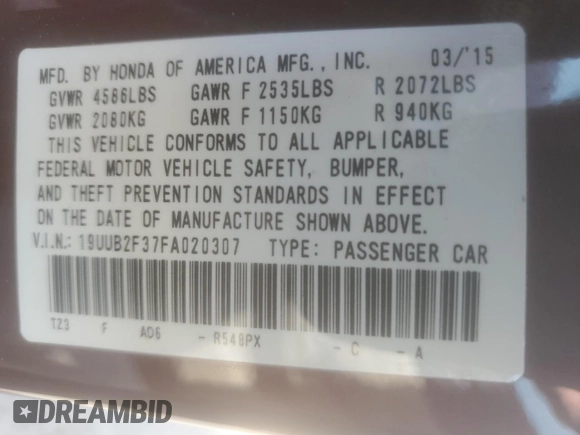 MFD. BY HONDA OF AMERICA MFG., INC. 03/'15
GVWR 4586LBS GAWR F 2535LBS R 2072LBS
GVWR 2080KG GAWR F 1150KG R 940KG
THIS VEHICLE CONFORMS TO ALL APPLICABLE
FEDERAL MOTOR VEHICLE SAFETY, BUMPER,
AND THEFT PREVENTION STANDARDS IN EFFECT
ON THE DATE OF MANUFACTURE SHOWN ABOVE.
V.I.N.: 19UUB2F37FA020307 TYPE: PASSENGER CAR
TZ3 F AD6 - R548PX - C - A
DREAMBID